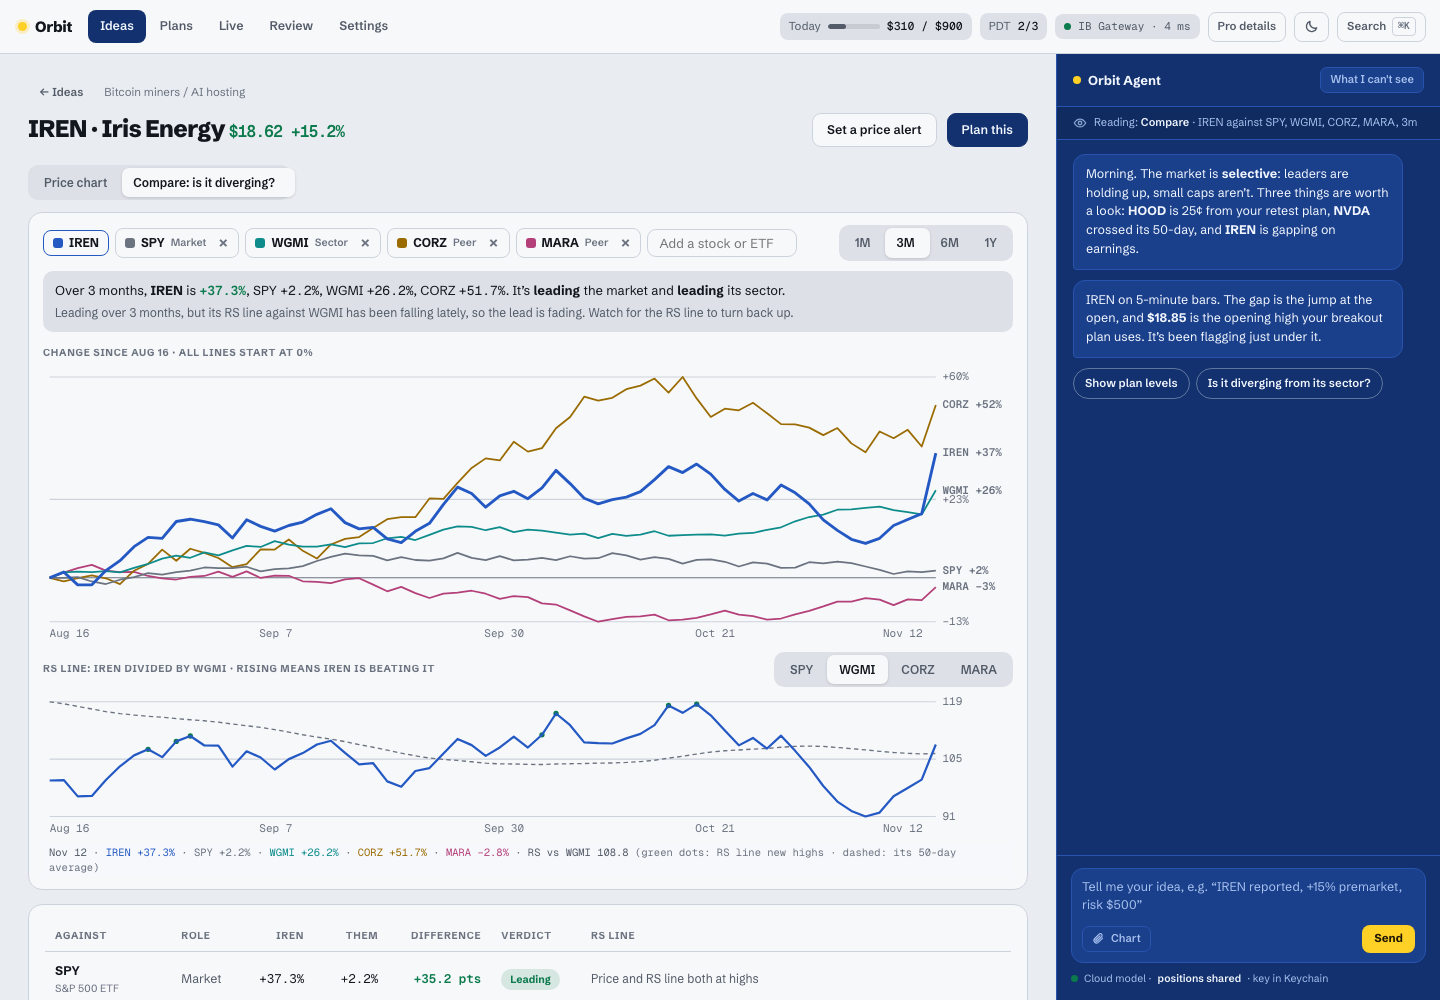 Orbit
Ideas
Plans
Live
Review
Settings
Today $310 / $900
PDT 2/3
IB Gateway · 4 ms
Pro details
Search ⌘K
← Ideas
Bitcoin miners / AI hosting
IREN · Iris Energy $18.62 +15.2%
Set a price alert
Plan this
Price chart
Compare: is it diverging?
IREN
SPY Market ×
WGMI Sector ×
CORZ Peer ×
MARA Peer ×
Add a stock or ETF
1M
3M
6M
1Y
Over 3 months, IREN is +37.3%, SPY +2.2%, WGMI +26.2%, CORZ +51.7%. It's leading the market and leading its sector.
Leading over 3 months, but its RS line against WGMI has been falling lately, so the lead is fading. Watch for the RS line to turn back up.
CHANGE SINCE AUG 16 · ALL LINES START AT 0%
+60%
CORZ +52%
IREN +37%
WGMI +26%
+23%
SPY +2%
MARA −3%
−13%
Aug 16
Sep 7
Sep 30
Oct 21
Nov 12
RS LINE: IREN DIVIDED BY WGMI · RISING MEANS IREN IS BEATING IT
SPY
WGMI
CORZ
MARA
119
105
91
Aug 16
Sep 7
Sep 30
Oct 21
Nov 12
Nov 12 · IREN +37.3% · SPY +2.2% · WGMI +26.2% · CORZ +51.7% · MARA −2.8% · RS vs WGMI 108.8 (green dots: RS line new highs · dashed: its 50-day
average)
AGAINST
ROLE
IREN
THEM
DIFFERENCE
VERDICT
RS LINE
SPY
S&P 500 ETF
Market
+37.3%
+2.2%
+35.2 pts
Leading
Price and RS line both at highs
Orbit Agent
What I can't see
Reading: Compare · IREN against SPY, WGMI, CORZ, MARA, 3m
Morning. The market is selective: leaders are
holding up, small caps aren't. Three things are worth
a look: HOOD is 25¢ from your retest plan, NVDA
crossed its 50-day, and IREN is gapping on
earnings.
IREN on 5-minute bars. The gap is the jump at the
open, and $18.85 is the opening high your breakout
plan uses. It's been flagging just under it.
Show plan levels
Is it diverging from its sector?
Tell me your idea, e.g. “IREN reported, +15% premarket,
risk $500”
Chart
Send
Cloud model · positions shared · key in Keychain